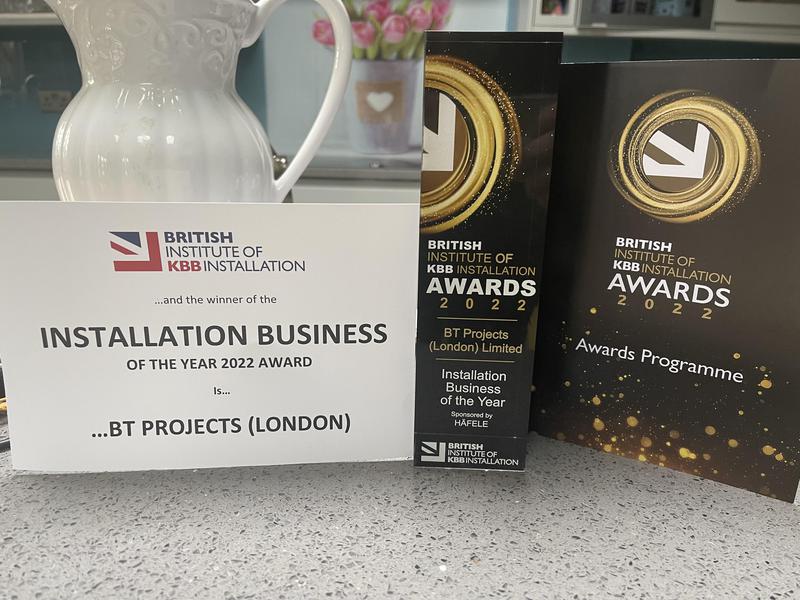 BRITISH
INSTITUTE OF
KBB INSTALLATION
...and the winner of the
INSTALLATION BUSINESS
OF THE YEAR 2022 AWARD
Is...
...BT PROJECTS (LONDON)
BRITISH
INSTITUTE OF
KBB INSTALLATION
AWARDS
2022
BT Projects
(London) Limited
Installation
Business
of the Year
Sponsored by
HÄFELE
BRITISH
INSTITUTE OF
KBB INSTALLATION
BRITISH
INSTITUTE OF
KBB INSTALLATION
AWARDS
2022
Awards Programme